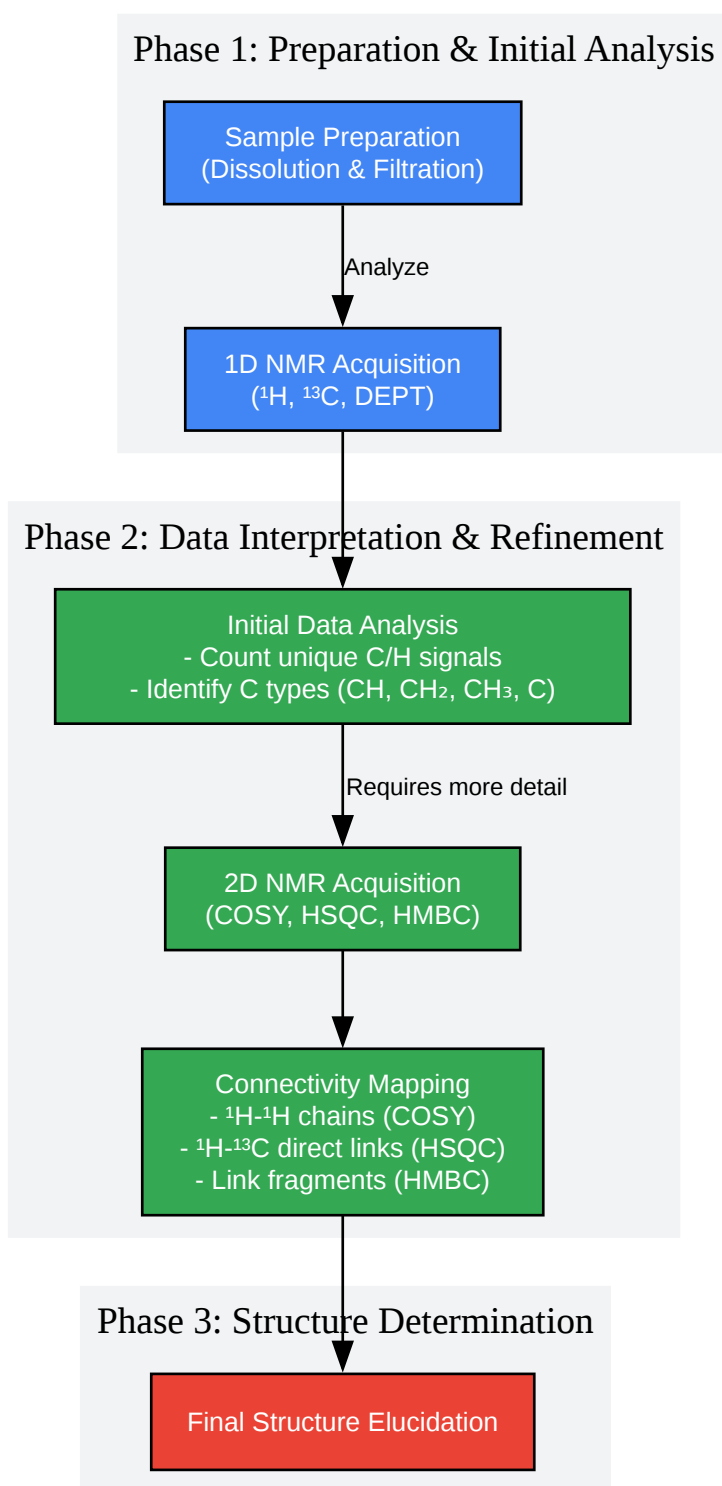 Phase 1: Preparation & Initial Analysis
Sample Preparation
(Dissolution & Filtration)
Analyze
1D NMR Acquisition
(¹H, ¹³C, DEPT)
Phase 2: Data Interpretation & Refinement
Initial Data Analysis
- Count unique C/H signals
- Identify C types (CH, CH₂, CH₃, C)
Requires more detail
2D NMR Acquisition
(COSY, HSQC, HMBC)
Connectivity Mapping
- ¹H-¹H chains (COSY)
- ¹H-¹³C direct links (HSQC)
- Link fragments (HMBC)
Phase 3: Structure Determination
Final Structure Elucidation